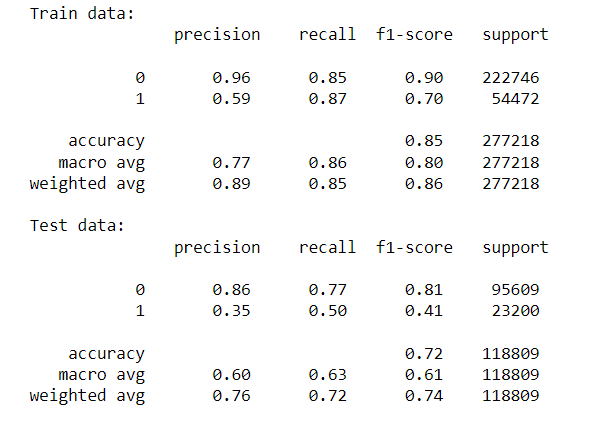 Train data:
precision recall f1-score support
0 0.96 0.85 0.90 222746
1 0.59 0.87 0.70 54472
accuracy 0.85 277218
macro avg 0.77 0.86 0.80 277218
weighted avg 0.89 0.85 0.86 277218
Test data:
precision recall f1-score support
0 0.86 0.77 0.81 95609
1 0.35 0.50 0.41 23200
accuracy 0.72 118809
macro avg 0.60 0.63 0.61 118809
weighted avg 0.76 0.72 0.74 118809